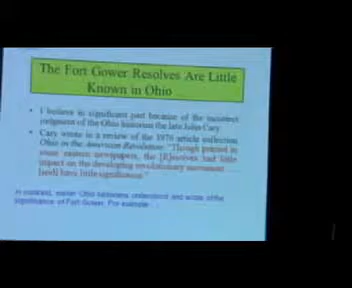 The Fort Gower Resolves Are Little
Known in Ohio
• I believe in significant part because of the incorrect
judgment of the Ohio historian the late John Cary
• Cary wrote in a review of the 1976 article collection
Ohio in the American Revolution: "Though printed in
some eastern newspapers, the [R]esolves had little
impact on the developing revolutionary movement ...
[and] have little significance."
In contrast, earlier Ohio historians understood and wrote of the
significance of Fort Gower. For example ...